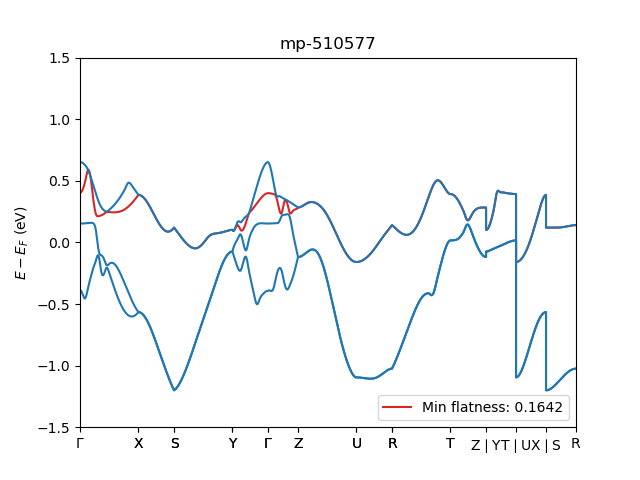 mp-510577
E − E_F (eV)
1.5
1.0
0.5
0.0
−0.5
−1.0
−1.5
Min flatness: 0.1642
Γ X S Y Γ Z U R T Z | YT | UX | S R